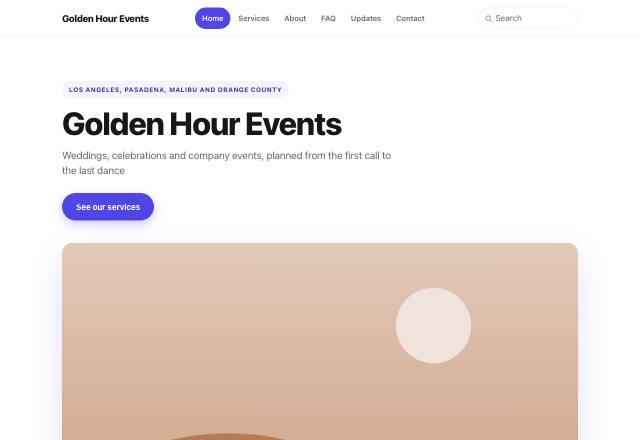 Golden Hour Events
Home
Services
About
FAQ
Updates
Contact
Search
LOS ANGELES, PASADENA, MALIBU AND ORANGE COUNTY
Golden Hour Events
Weddings, celebrations and company events, planned from the first call to
the last dance
See our services